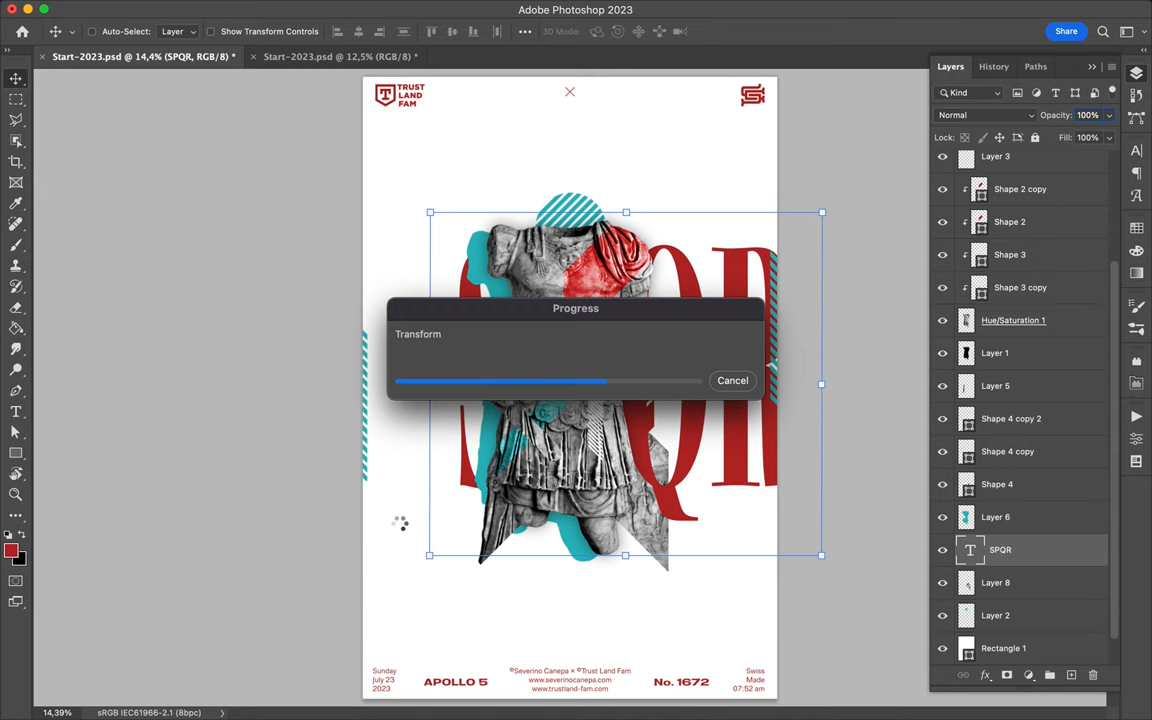 Adobe Photoshop 2023
Auto-Select:
Layer
Show Transform Controls
3D Mode:
Share
Start-2023.psd @ 14,4% (SPQR, RGB/8) *
Start-2023.psd @ 12,5% (RGB/8) *
Layers
History
Paths
Kind
Normal
Opacity:
100%
Lock:
Fill:
100%
Layer 3
Shape 2 copy
Shape 2
Shape 3
Shape 3 copy
Hue/Saturation 1
Layer 1
Layer 5
Shape 4 copy 2
Shape 4 copy
Shape 4
Layer 6
SPQR
Layer 8
Layer 2
Rectangle 1
TRUST
LAND
FAM
Progress
Transform
Cancel
Sunday
July 23
2023
APOLLO 5
©Severino Canepa × ©Trust Land Fam
www.severinocanepa.com
www.trustland-fam.com
No. 1672
Swiss
Made
07:52 am
14,39%
sRGB IEC61966-2.1 (8bpc)